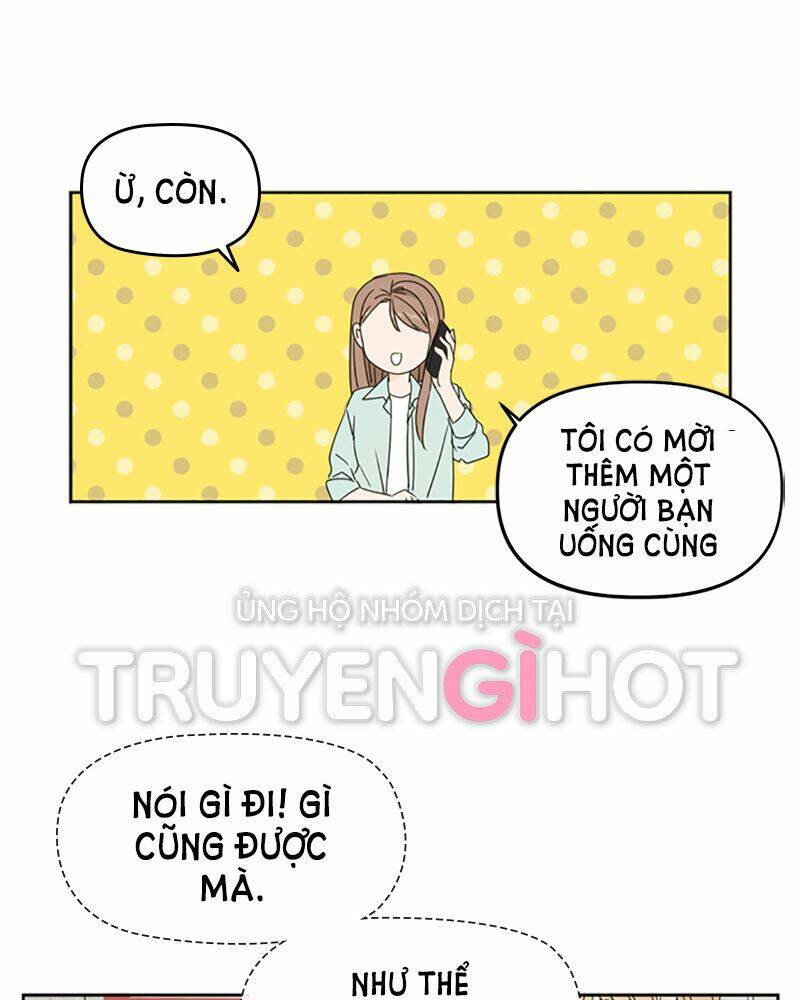 Ừ, CÒN.
TÔI CÓ MỜI
THÊM MỘT
NGƯỜI BẠN
UỐNG CÙNG
ỦNG HỘ NHÓM DỊCH TẠI
TRUYENGÌHOT
NÓI GÌ ĐI! GÌ
CŨNG ĐƯỢC
MÀ.
NHƯ THỂ